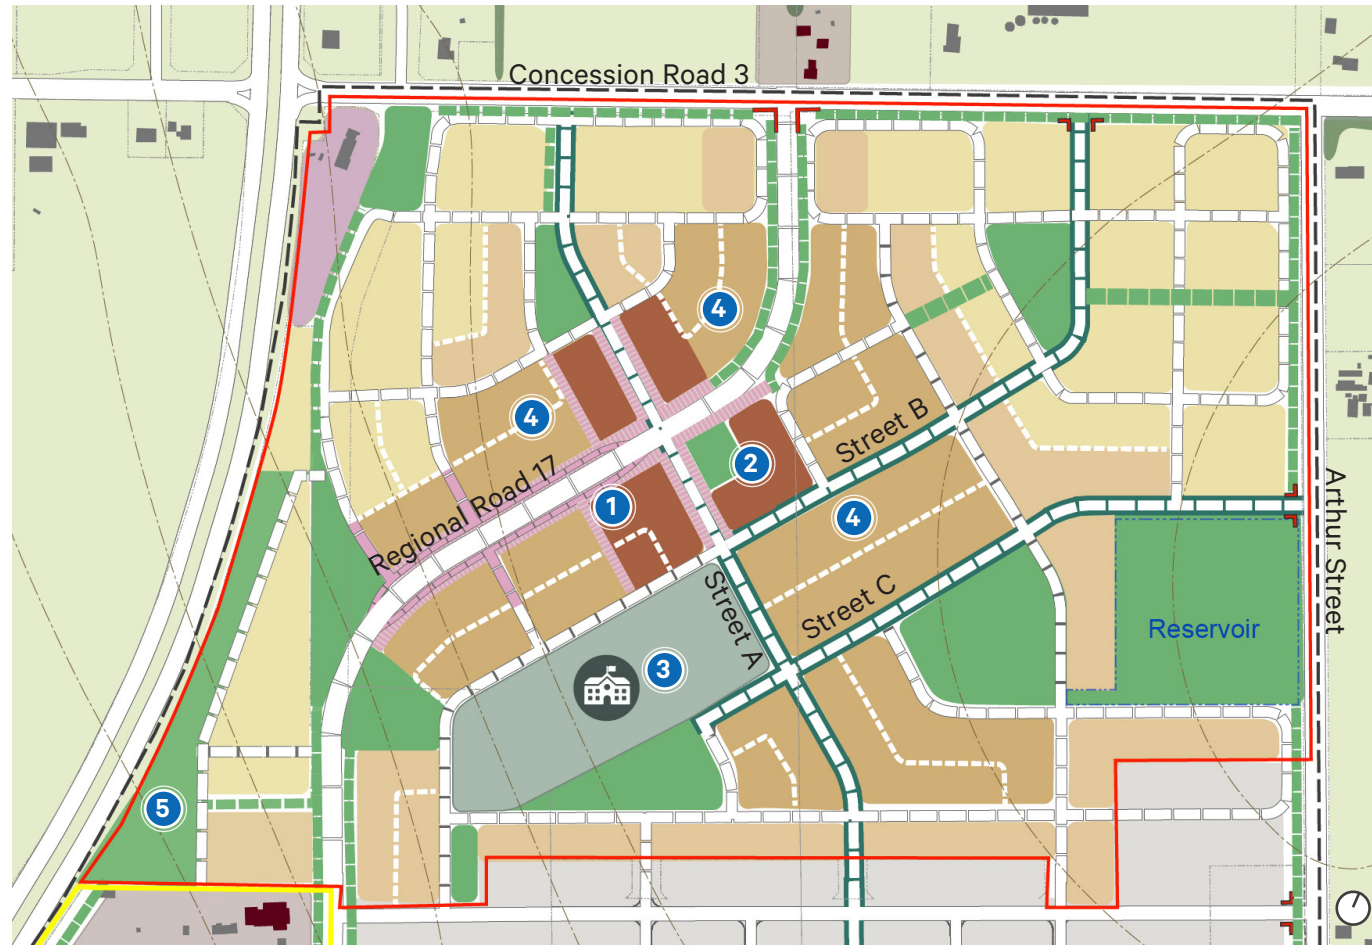 Concession Road 3
4
4
Street B
2
Regional Road 17
1
4
Arthur Street
Street A
Street C
Reservoir
3
5